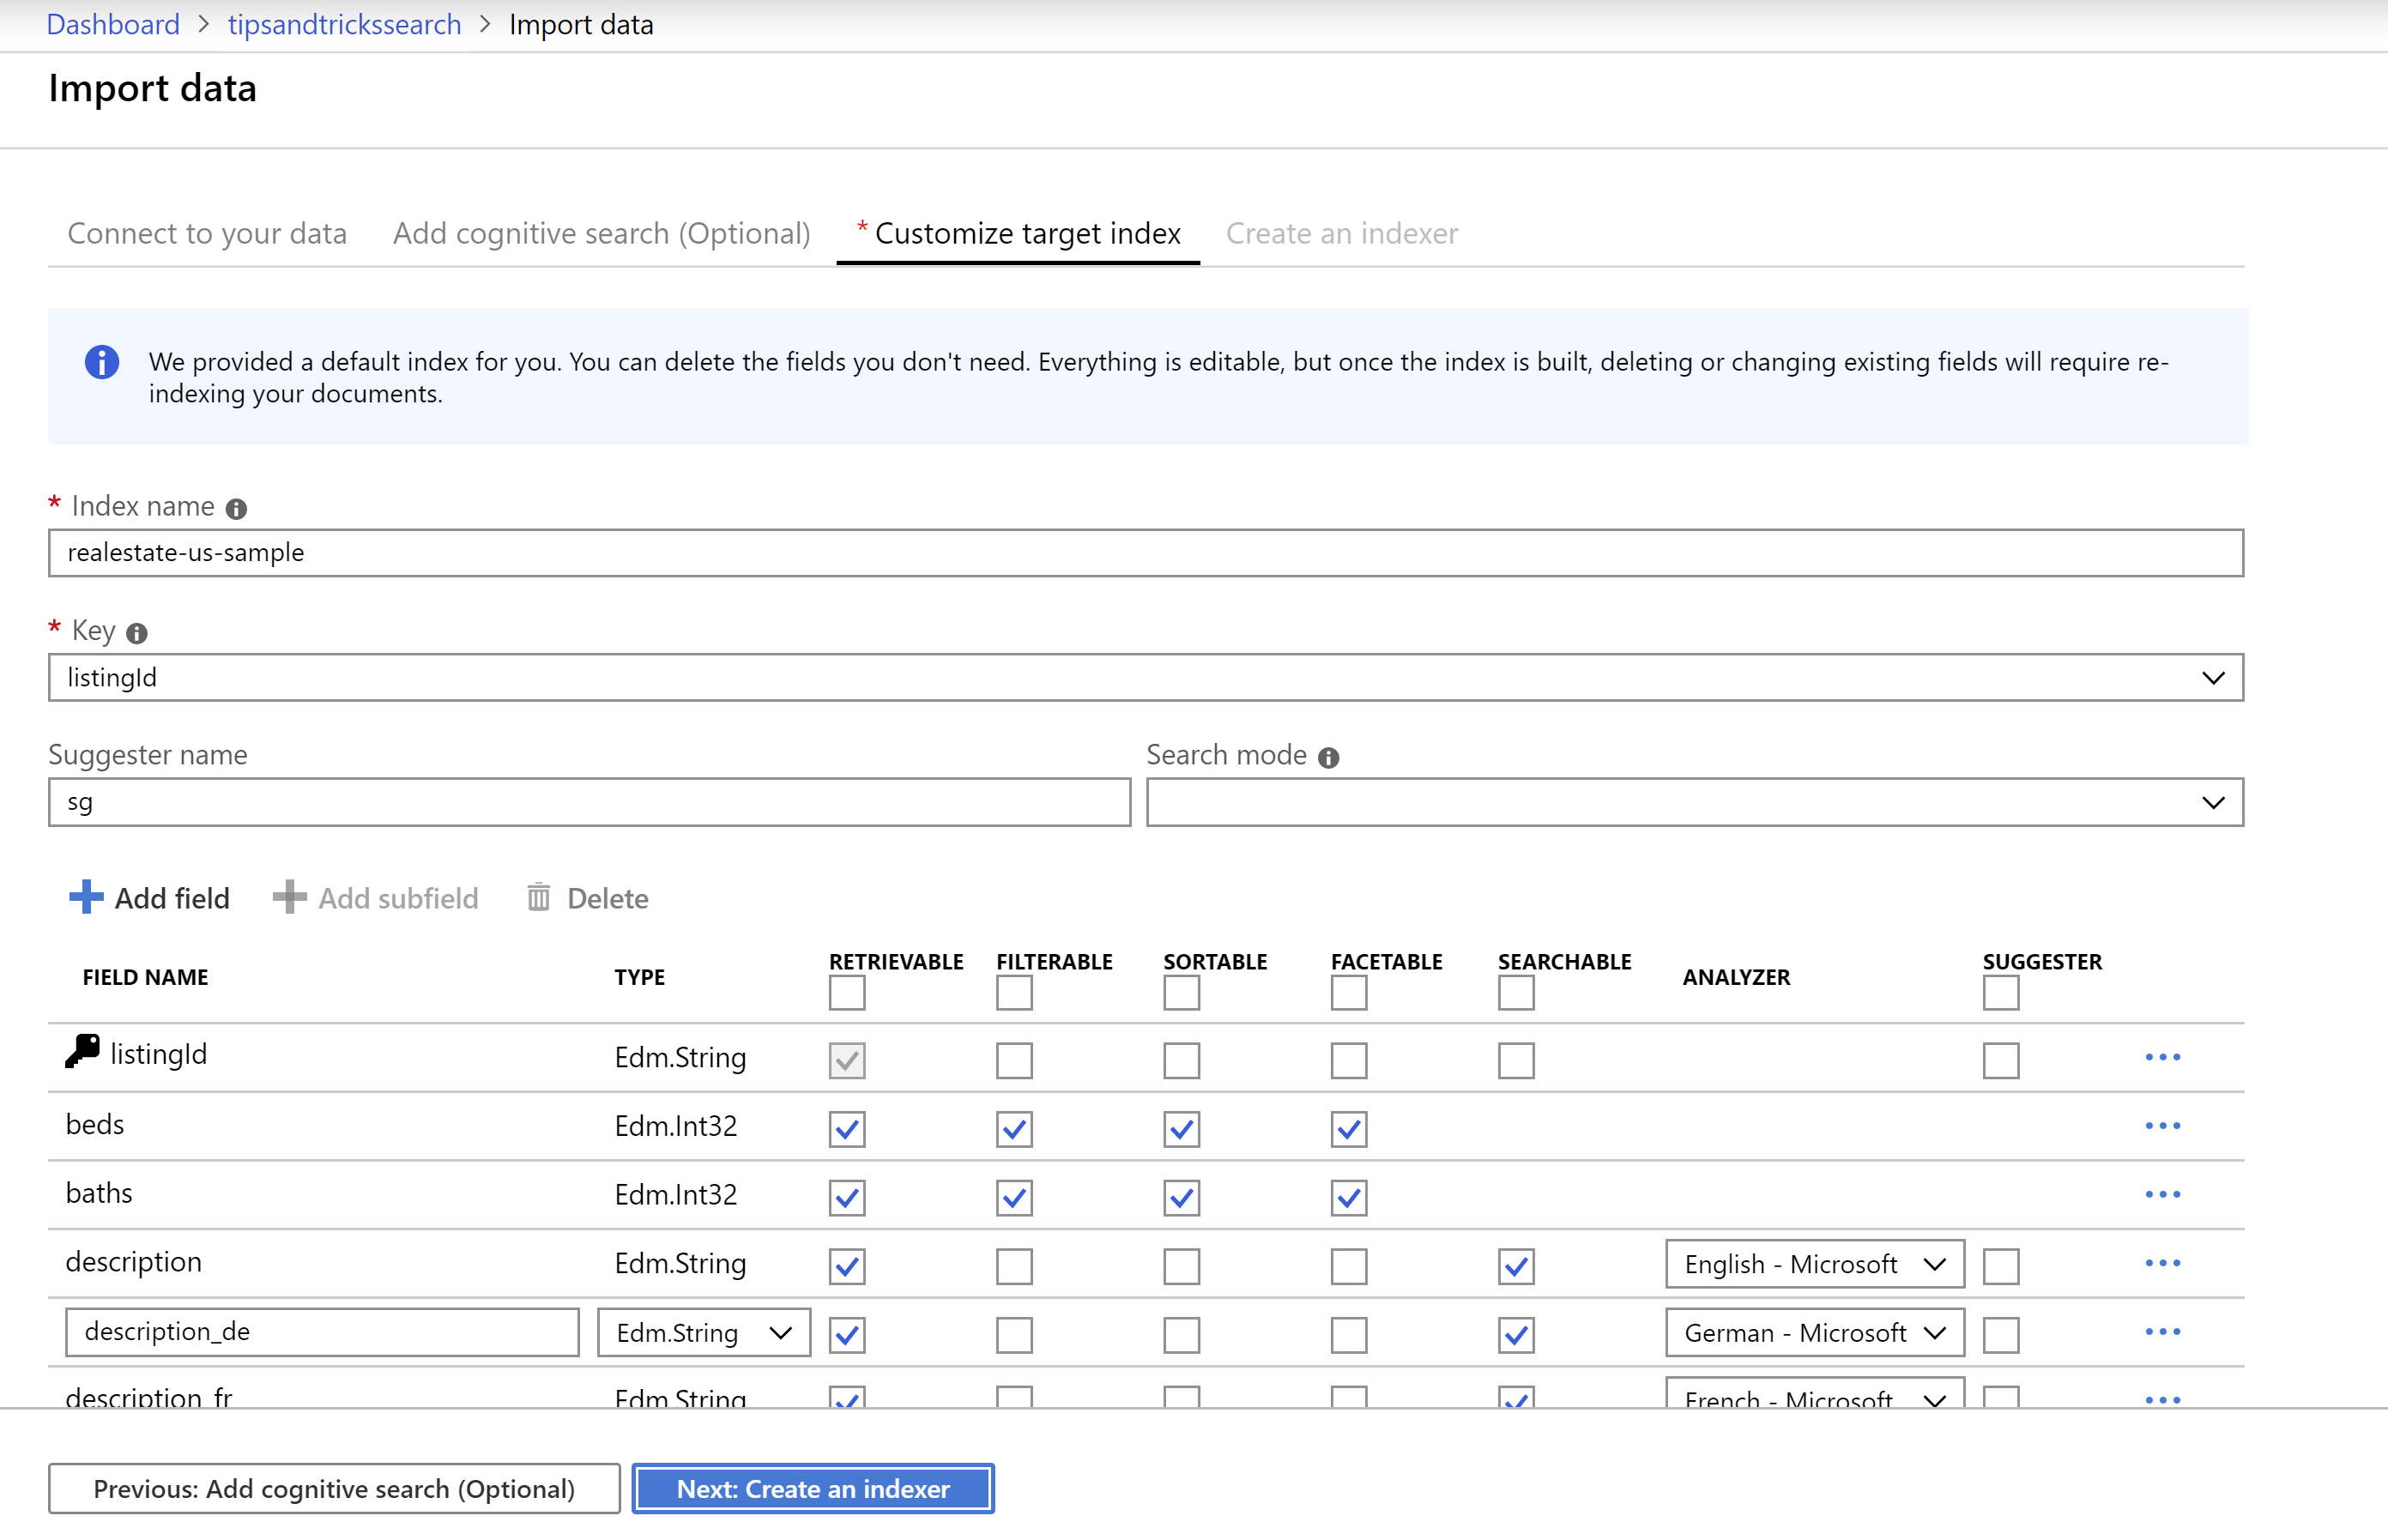 Dashboard > tipsandtrickssearch > Import data
Import data
Connect to your data Add cognitive search (Optional) * Customize target index Create an indexer
We provided a default index for you. You can delete the fields you don't need. Everything is editable, but once the index is built, deleting or changing existing fields will require re-
indexing your documents.
* Index name
realestate-us-sample
* Key
listingId
Suggester name Search mode
sg
Add field Add subfield Delete
FIELD NAME TYPE RETRIEVABLE FILTERABLE SORTABLE FACETABLE SEARCHABLE ANALYZER SUGGESTER
listingId Edm.String
beds Edm.Int32
baths Edm.Int32
description Edm.String English - Microsoft
description_de Edm.String German - Microsoft
description_fr Edm.String French - Microsoft
Previous: Add cognitive search (Optional) Next: Create an indexer